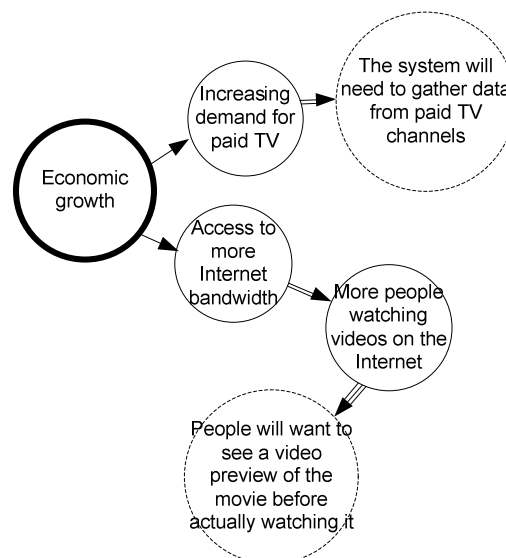 Economic
growth
Increasing
demand for
paid TV
The system will
need to gather data
from paid TV
channels
Access to
more
Internet
bandwidth
More people
watching
videos on the
Internet
People will want to
see a video
preview of the
movie before
actually watching it